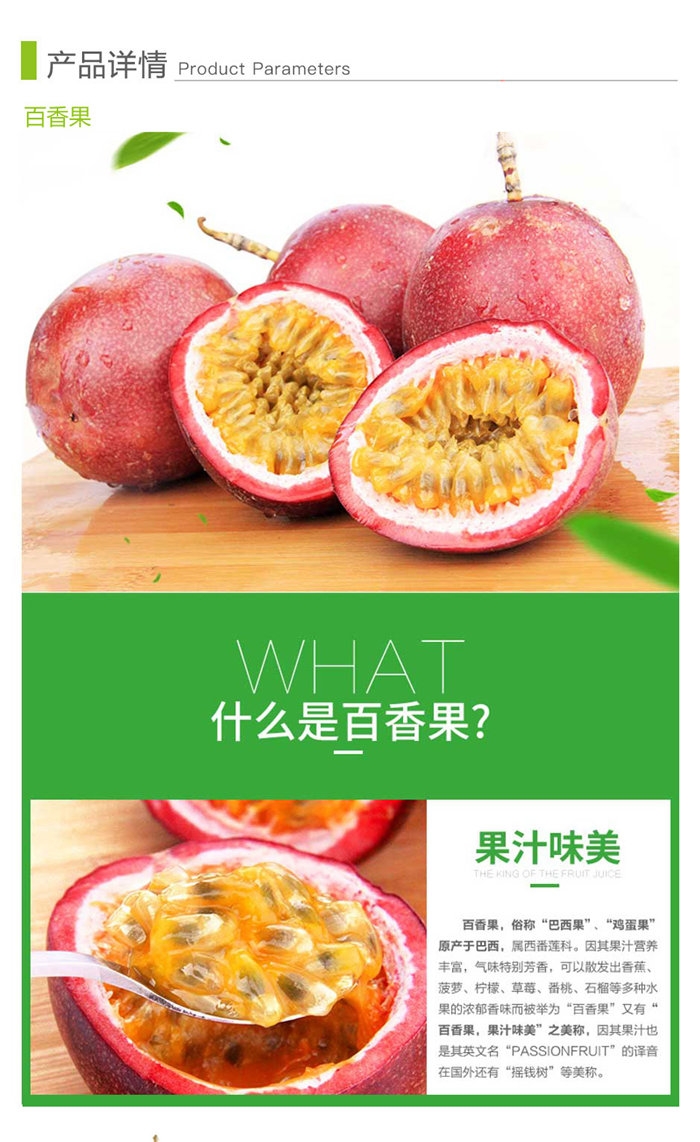 产品详情 Product Parameters
百香果
WHAT
什么是百香果?
果汁味美
THE KING OF THE FRUIT JUICE
百香果，俗称“巴西果”、“鸡蛋果”
原产于巴西，属西番莲科。因其果汁营养
丰富，气味特别芳香，可以散发出香蕉、
菠萝、柠檬、草莓、番桃、石榴等多种水
果的浓郁香味而被举为“百香果”又有“
百香果，果汁味美”之美称，因其果汁也
是其英文名“PASSIONFRUIT”的译音
在国外还有“摇钱树”等美称。